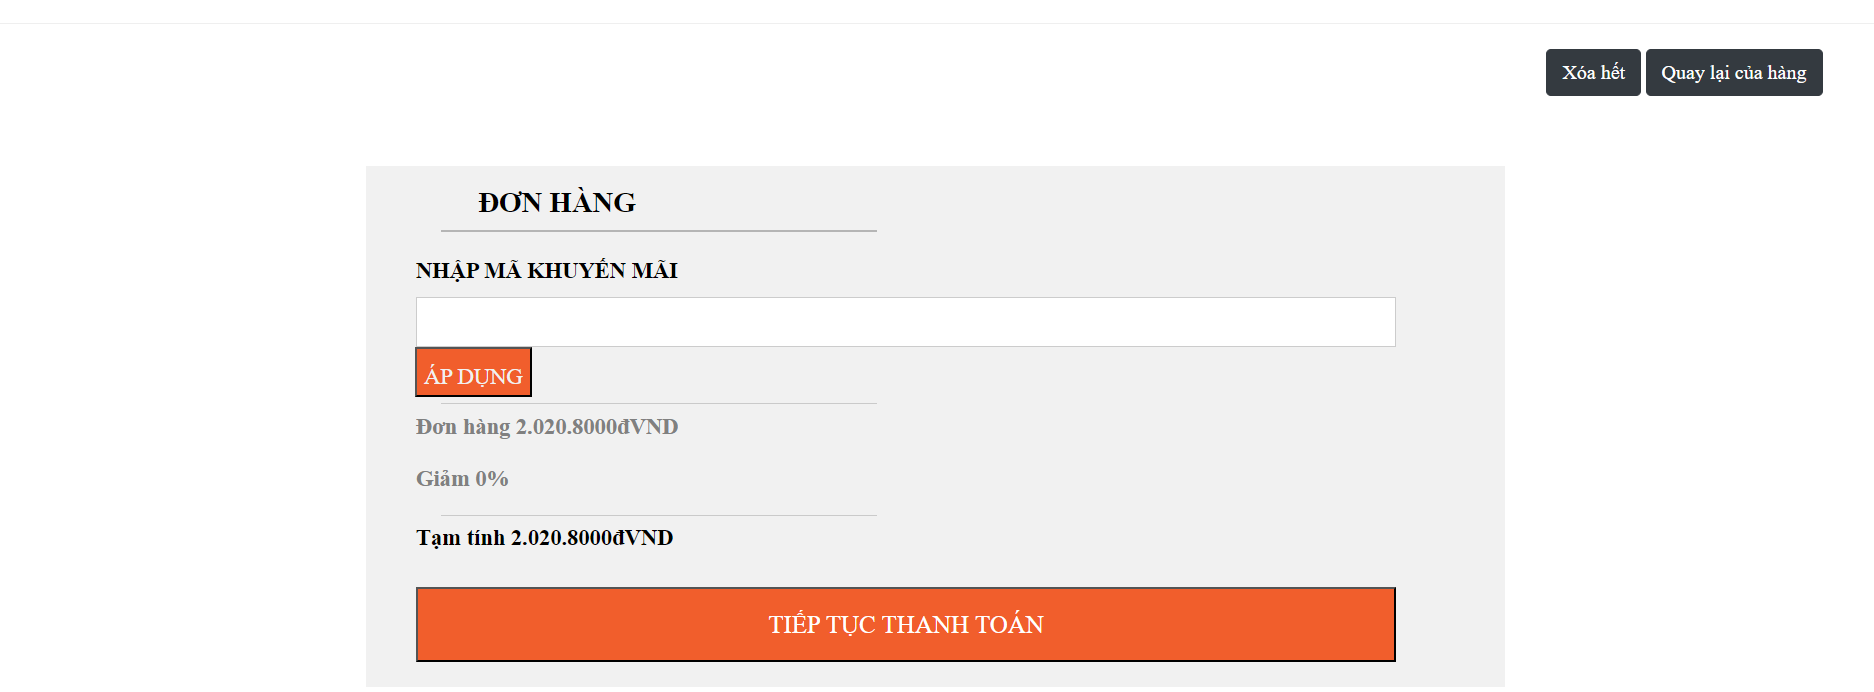 Xóa hết Quay lại của hàng
ĐƠN HÀNG
NHẬP MÃ KHUYẾN MÃI
ÁP DỤNG
Đơn hàng 2.020.8000đVND
Giảm 0%
Tạm tính 2.020.8000đVND
TIẾP TỤC THANH TOÁN